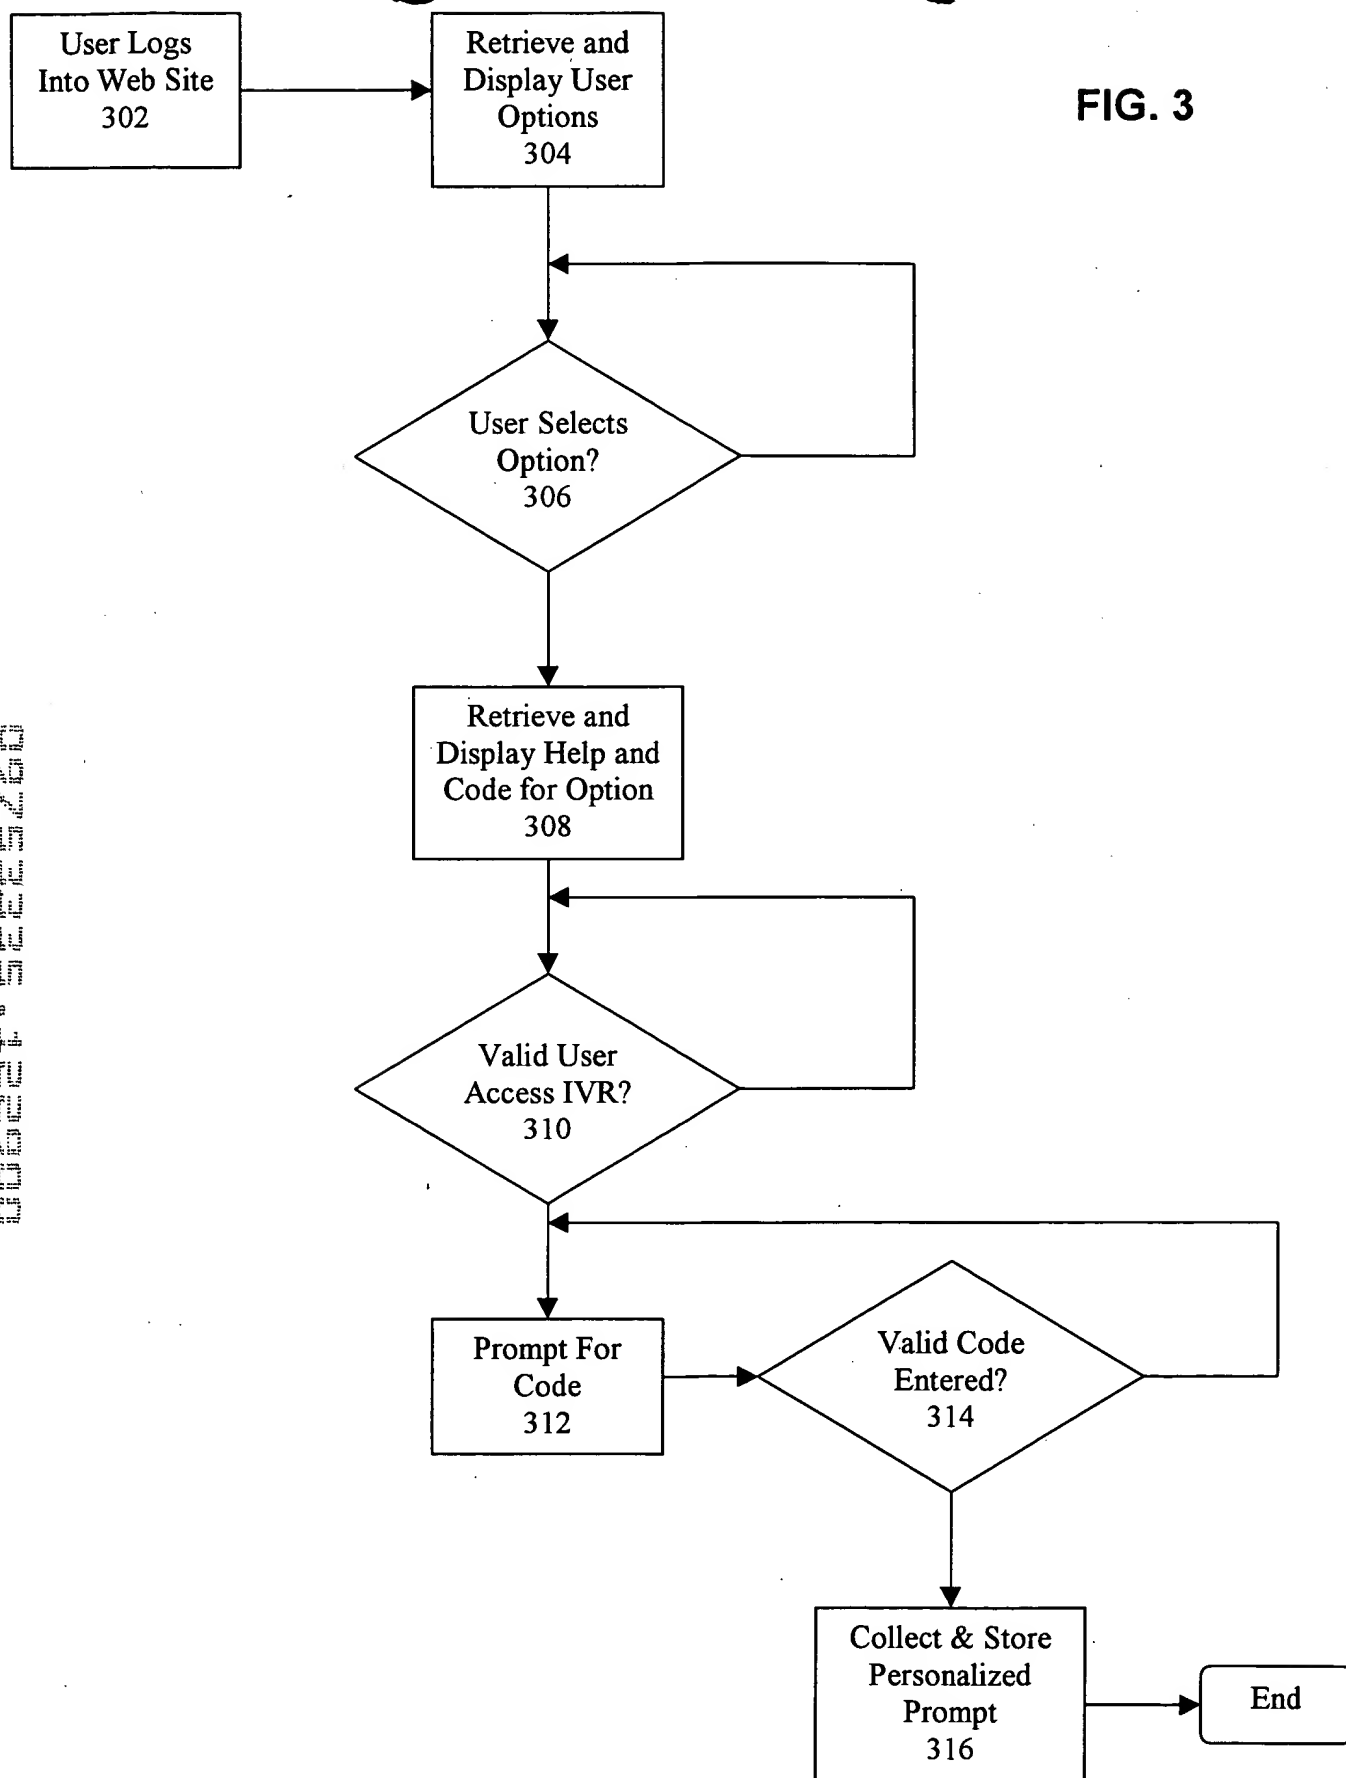 User Logs
Into Web Site
302
Retrieve and
Display User
Options
304
FIG. 3
User Selects
Option?
306
Retrieve and
Display Help and
Code for Option
308
Valid User
Access IVR?
310
Prompt For
Code
312
Valid Code
Entered?
314
Collect & Store
Personalized
Prompt
316
End